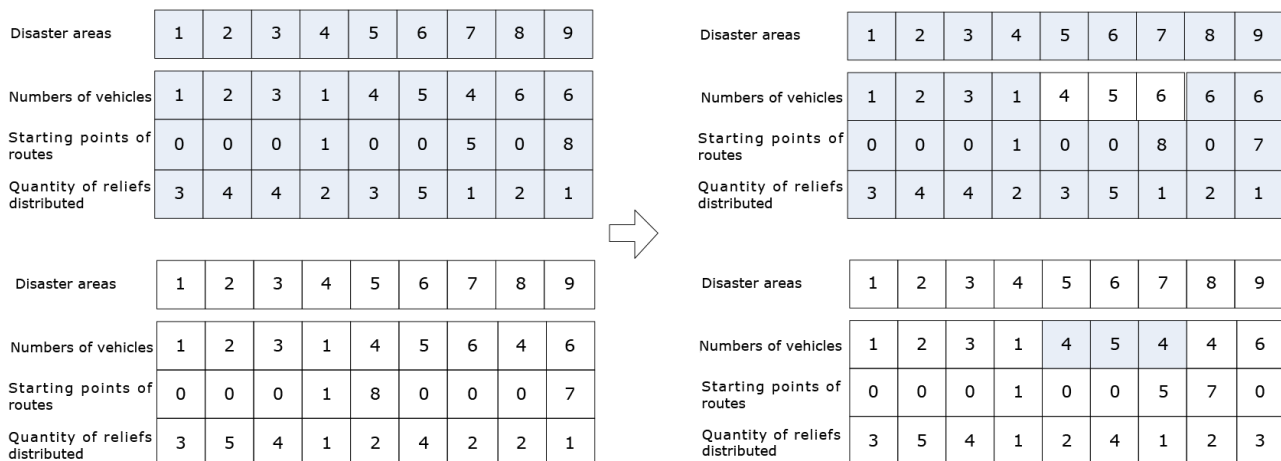 Disaster areas 1 2 3 4 5 6 7 8 9
Numbers of vehicles 1 2 3 1 4 5 4 6 6
Starting points of
routes 0 0 0 1 0 0 5 0 8
Quantity of reliefs
distributed 3 4 4 2 3 5 1 2 1
Disaster areas 1 2 3 4 5 6 7 8 9
Numbers of vehicles 1 2 3 1 4 5 6 4 6
Starting points of
routes 0 0 0 1 8 0 0 0 7
Quantity of reliefs
distributed 3 5 4 1 2 4 2 2 1
Disaster areas 1 2 3 4 5 6 7 8 9
Numbers of vehicles 1 2 3 1 4 5 6 6 6
Starting points of
routes 0 0 0 1 0 0 8 0 7
Quantity of reliefs
distributed 3 4 4 2 3 5 1 2 1
Disaster areas 1 2 3 4 5 6 7 8 9
Numbers of vehicles 1 2 3 1 4 5 4 4 6
Starting points of
routes 0 0 0 1 0 0 5 7 0
Quantity of reliefs
distributed 3 5 4 1 2 4 1 2 3